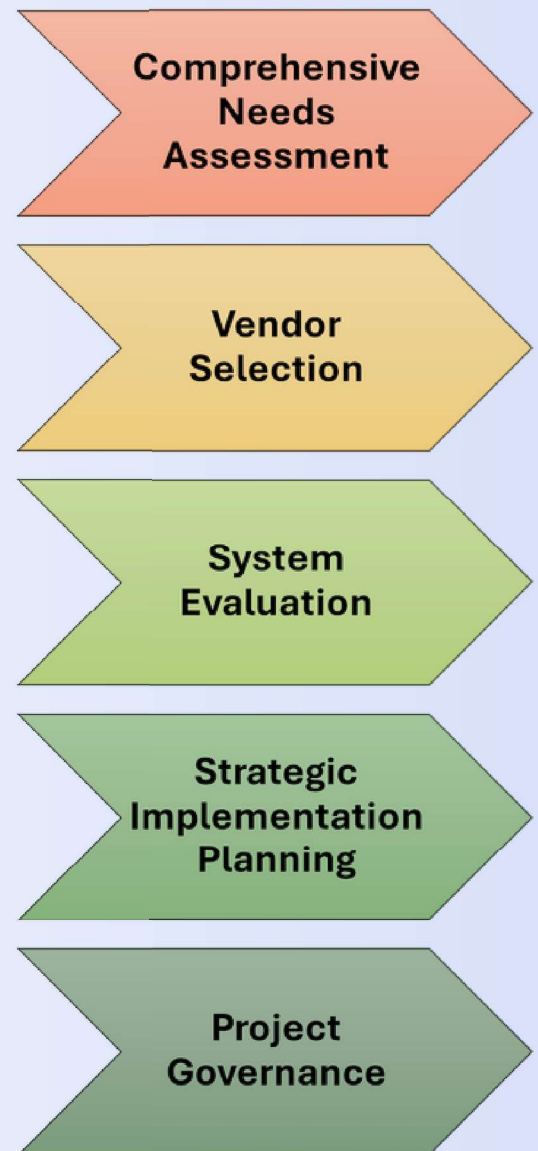 Comprehensive
Needs
Assessment
Vendor
Selection
System
Evaluation
Strategic
Implementation
Planning
Project
Governance